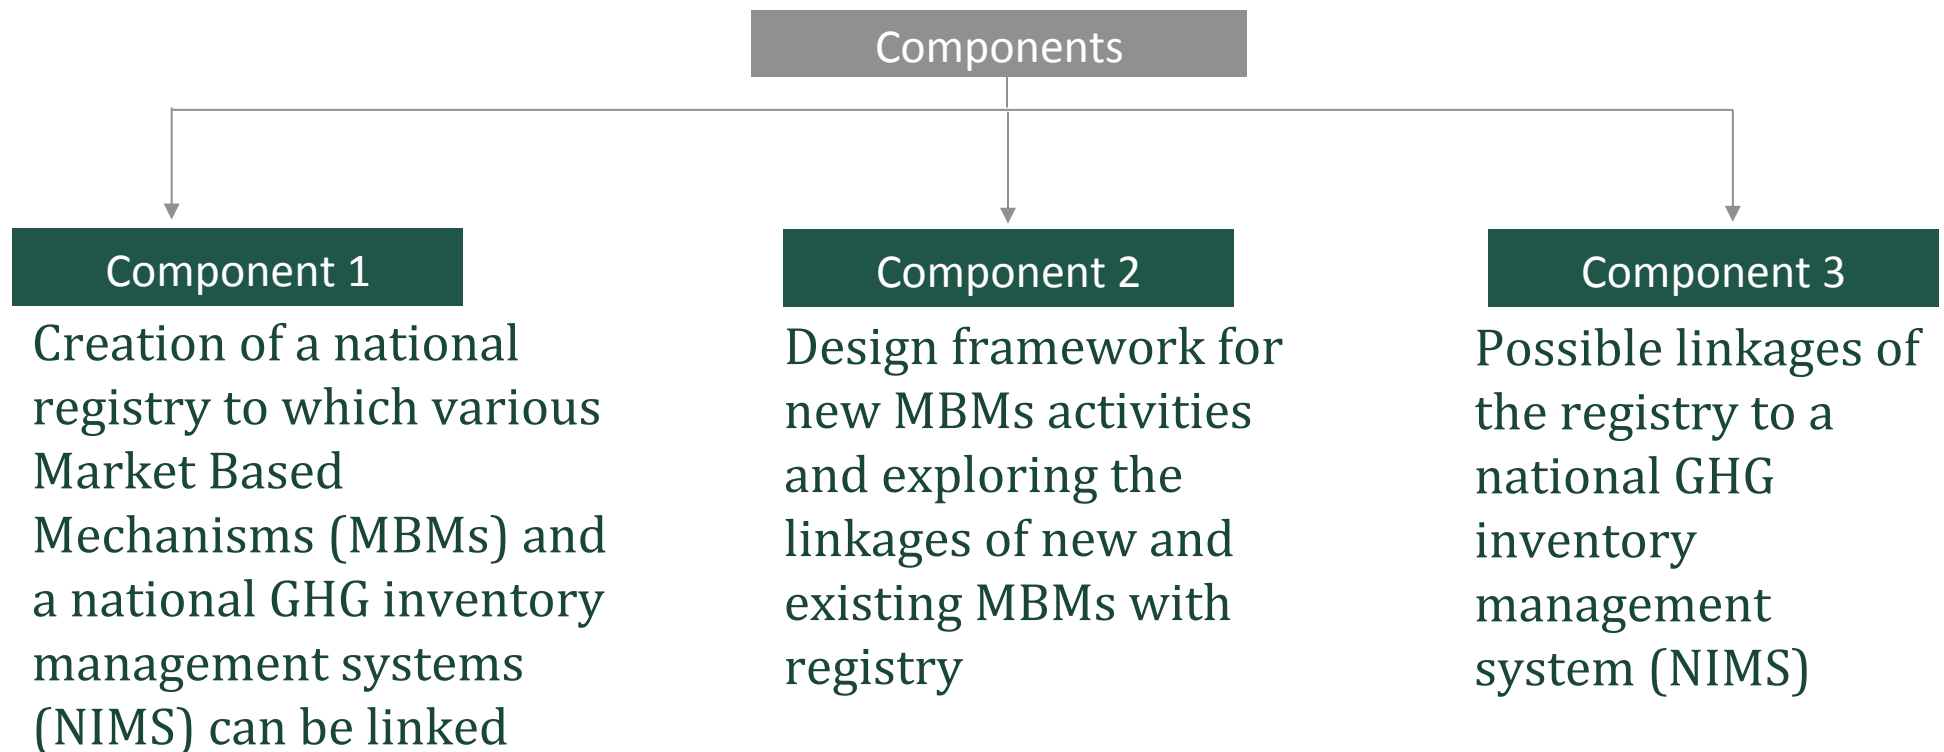 Components
Component 1
Creation of a national
registry to which various
Market Based
Mechanisms (MBMs) and
a national GHG inventory
management systems
(NIMS) can be linked
Component 2
Design framework for
new MBMs activities
and exploring the
linkages of new and
existing MBMs with
registry
Component 3
Possible linkages of
the registry to a
national GHG
inventory
management
system (NIMS)